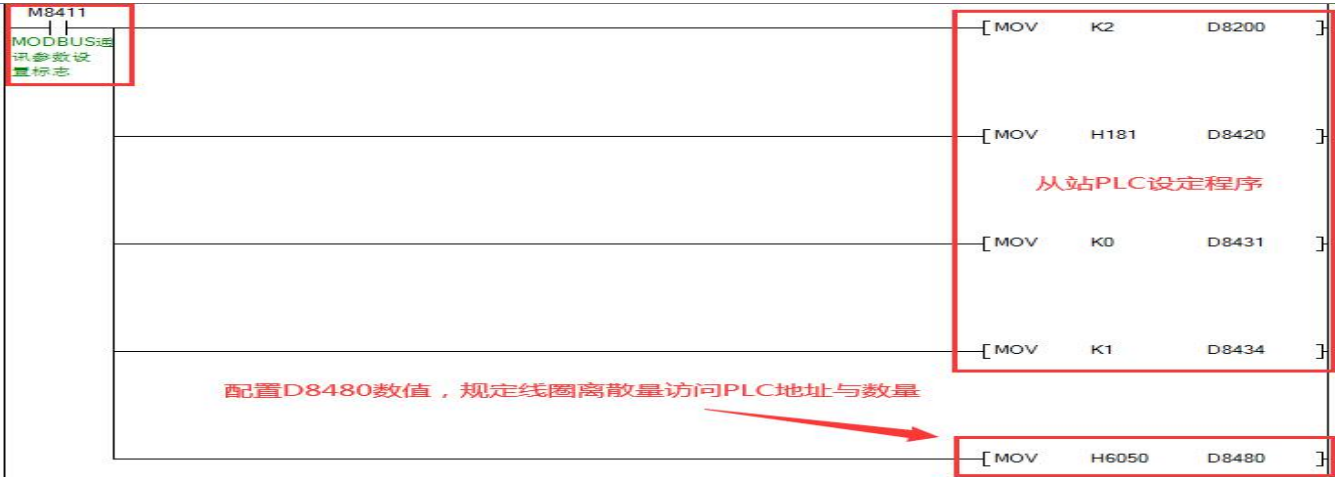 M8411
MODBUS通
讯参数设
置标志
[ MOV K2 D8200 ]
[ MOV H181 D8420 ]
从站PLC设定程序
[ MOV K0 D8431 ]
[ MOV K1 D8434 ]
配置D8480数值，规定线圈离散量访问PLC地址与数量
[ MOV H6050 D8480 ]